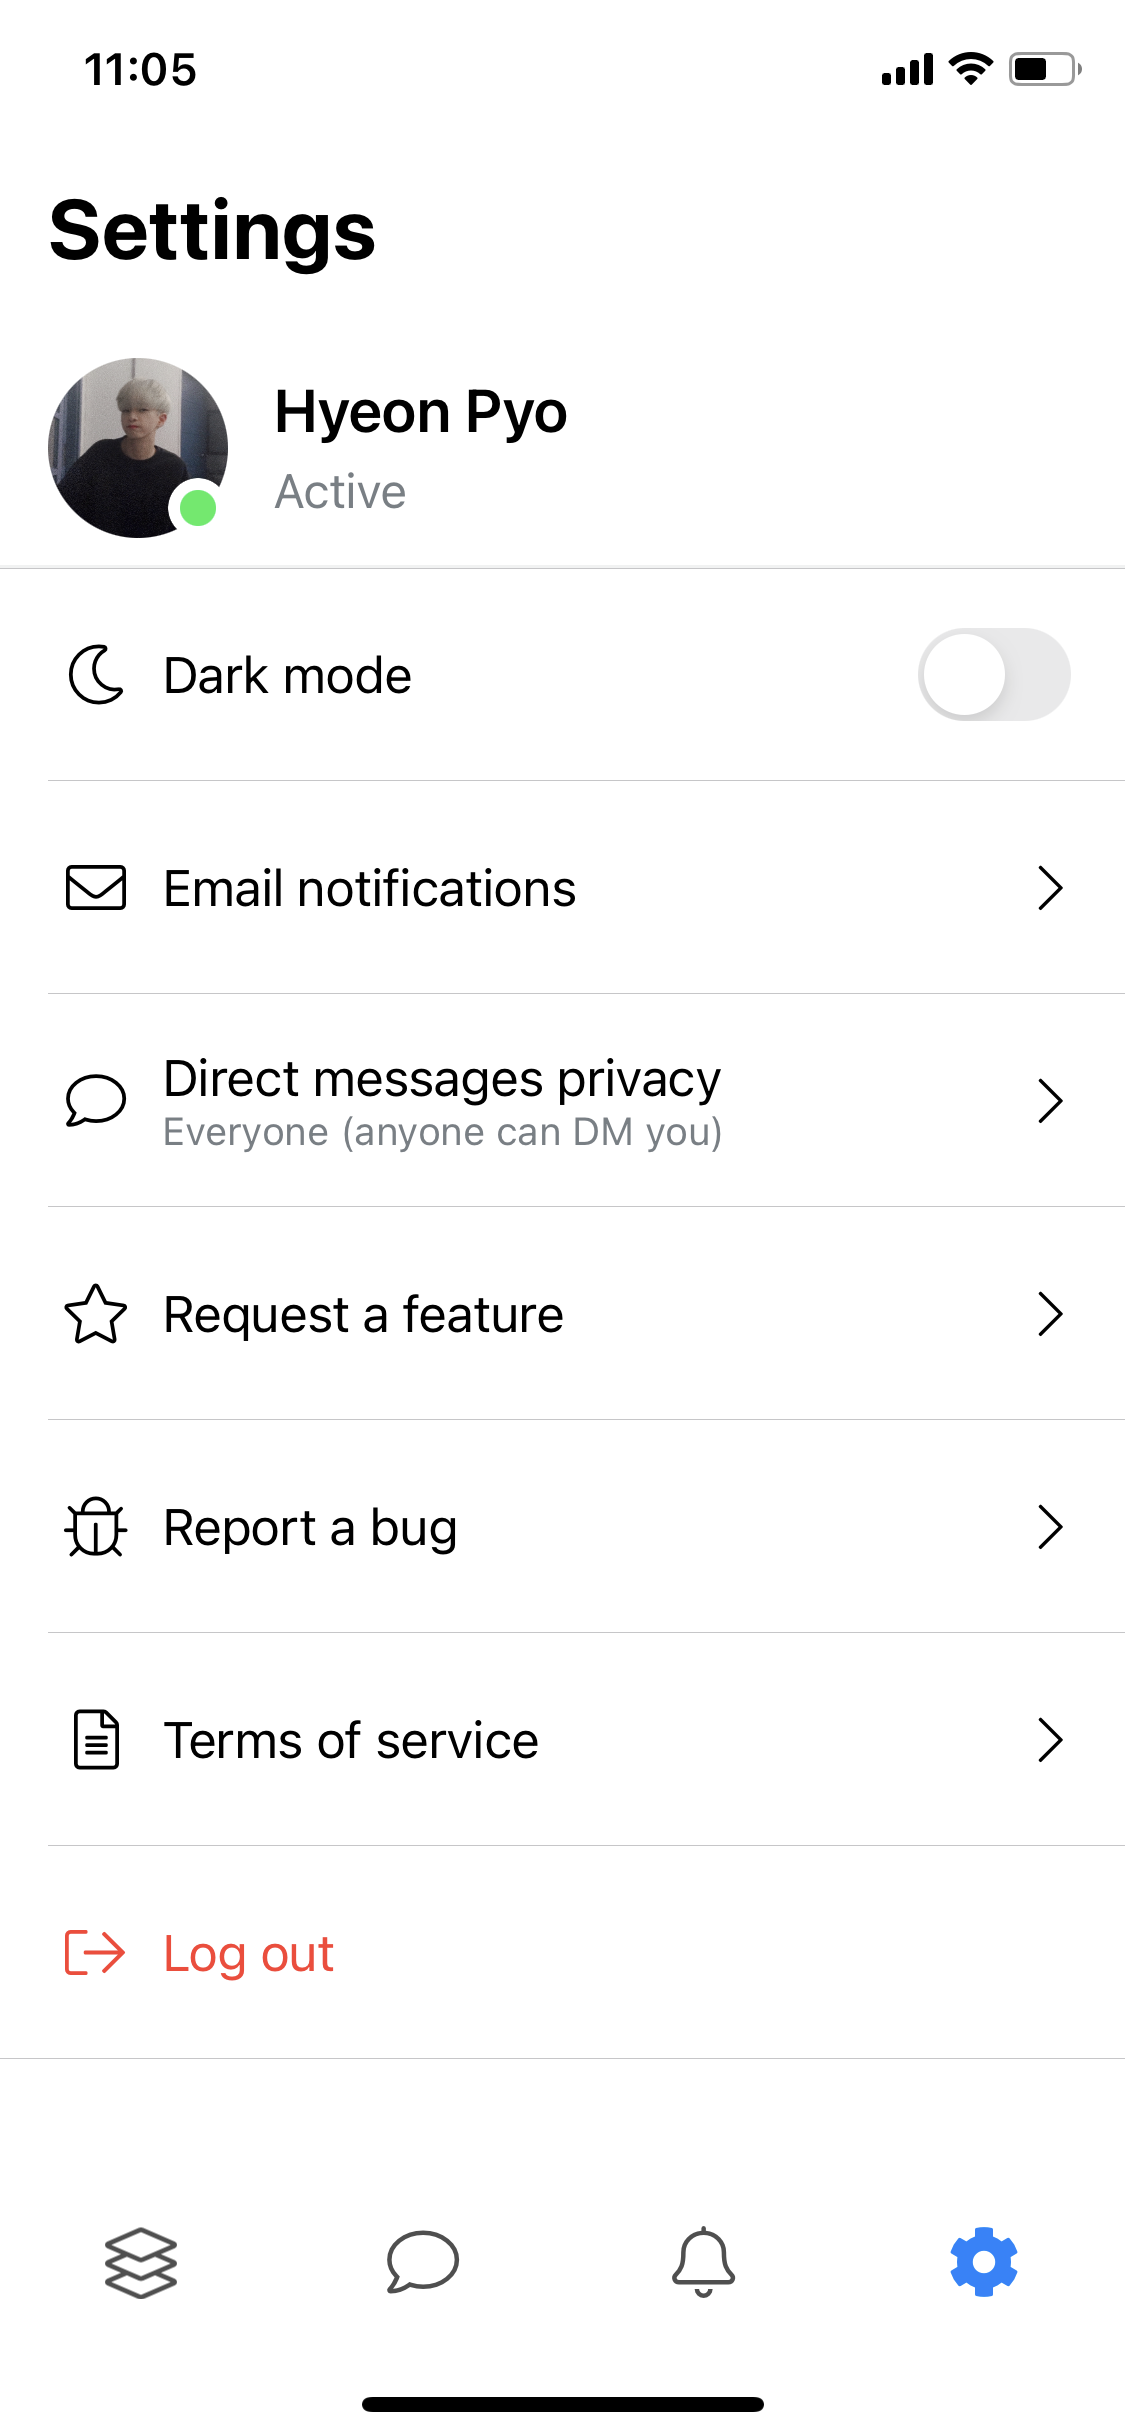 11:05
Settings
Hyeon Pyo
Active
Dark mode
Email notifications
Direct messages privacy
Everyone (anyone can DM you)
Request a feature
Report a bug
Terms of service
Log out